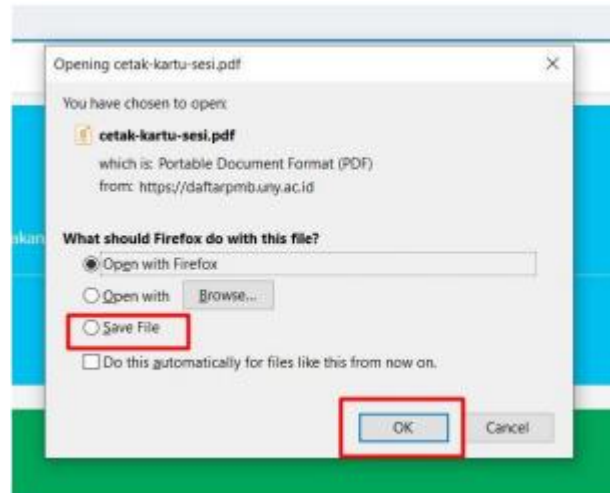 Opening cetak-kartu-sesi.pdf
You have chosen to open:
cetak-kartu-sesi.pdf
which is: Portable Document Format (PDF)
from: https://daftarpmb.uny.ac.id
akan
What should Firefox do with this file?
Open with Firefox
Open with Browse...
Save File
Do this automatically for files like this from now on.
OK Cancel